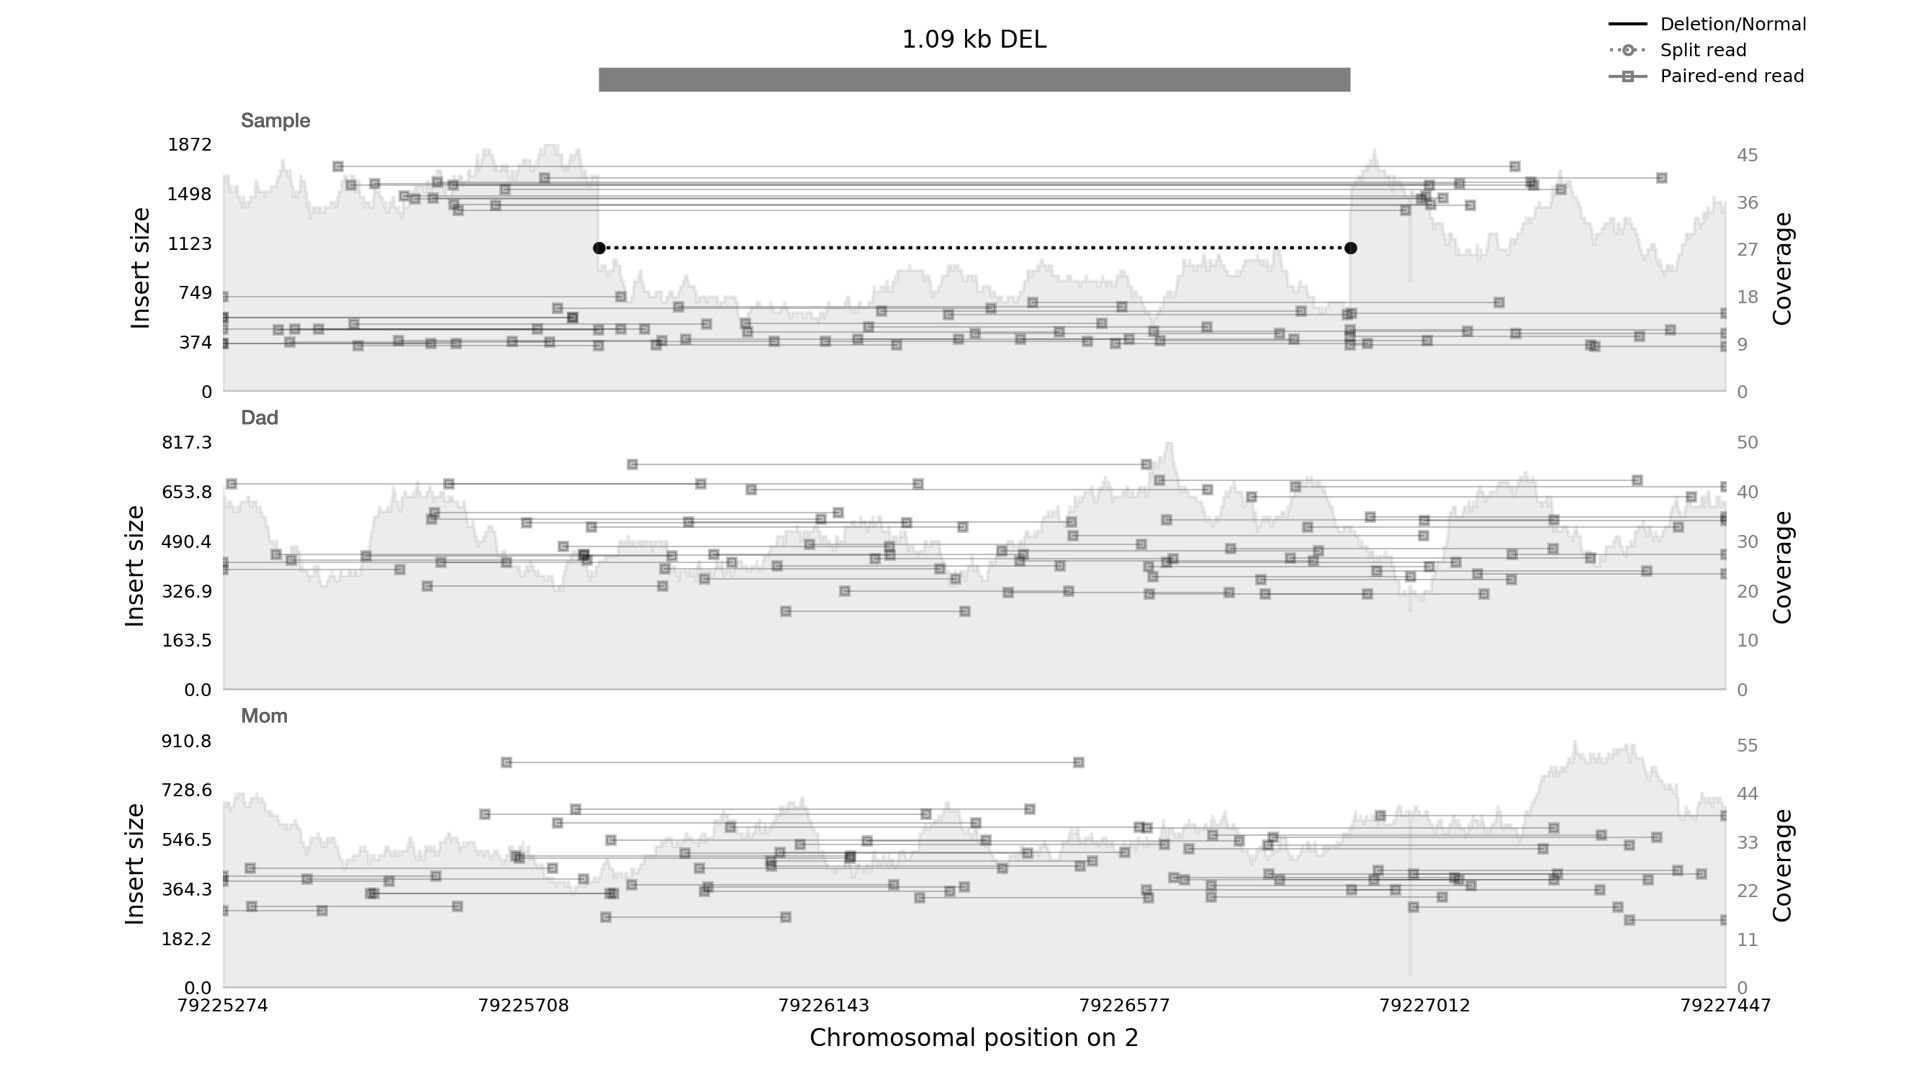 1.09 kb DEL
Deletion/Normal
Split read
Paired-end read
Sample
1872
1498
1123
749
374
0
Insert size
45
36
27
18
9
0
Coverage
Dad
817.3
653.8
490.4
326.9
163.5
0.0
Insert size
50
40
30
20
10
0
Coverage
Mom
910.8
728.6
546.5
364.3
182.2
0.0
Insert size
55
44
33
22
11
0
Coverage
79225274 79225708 79226143 79226577 79227012 79227447
Chromosomal position on 2